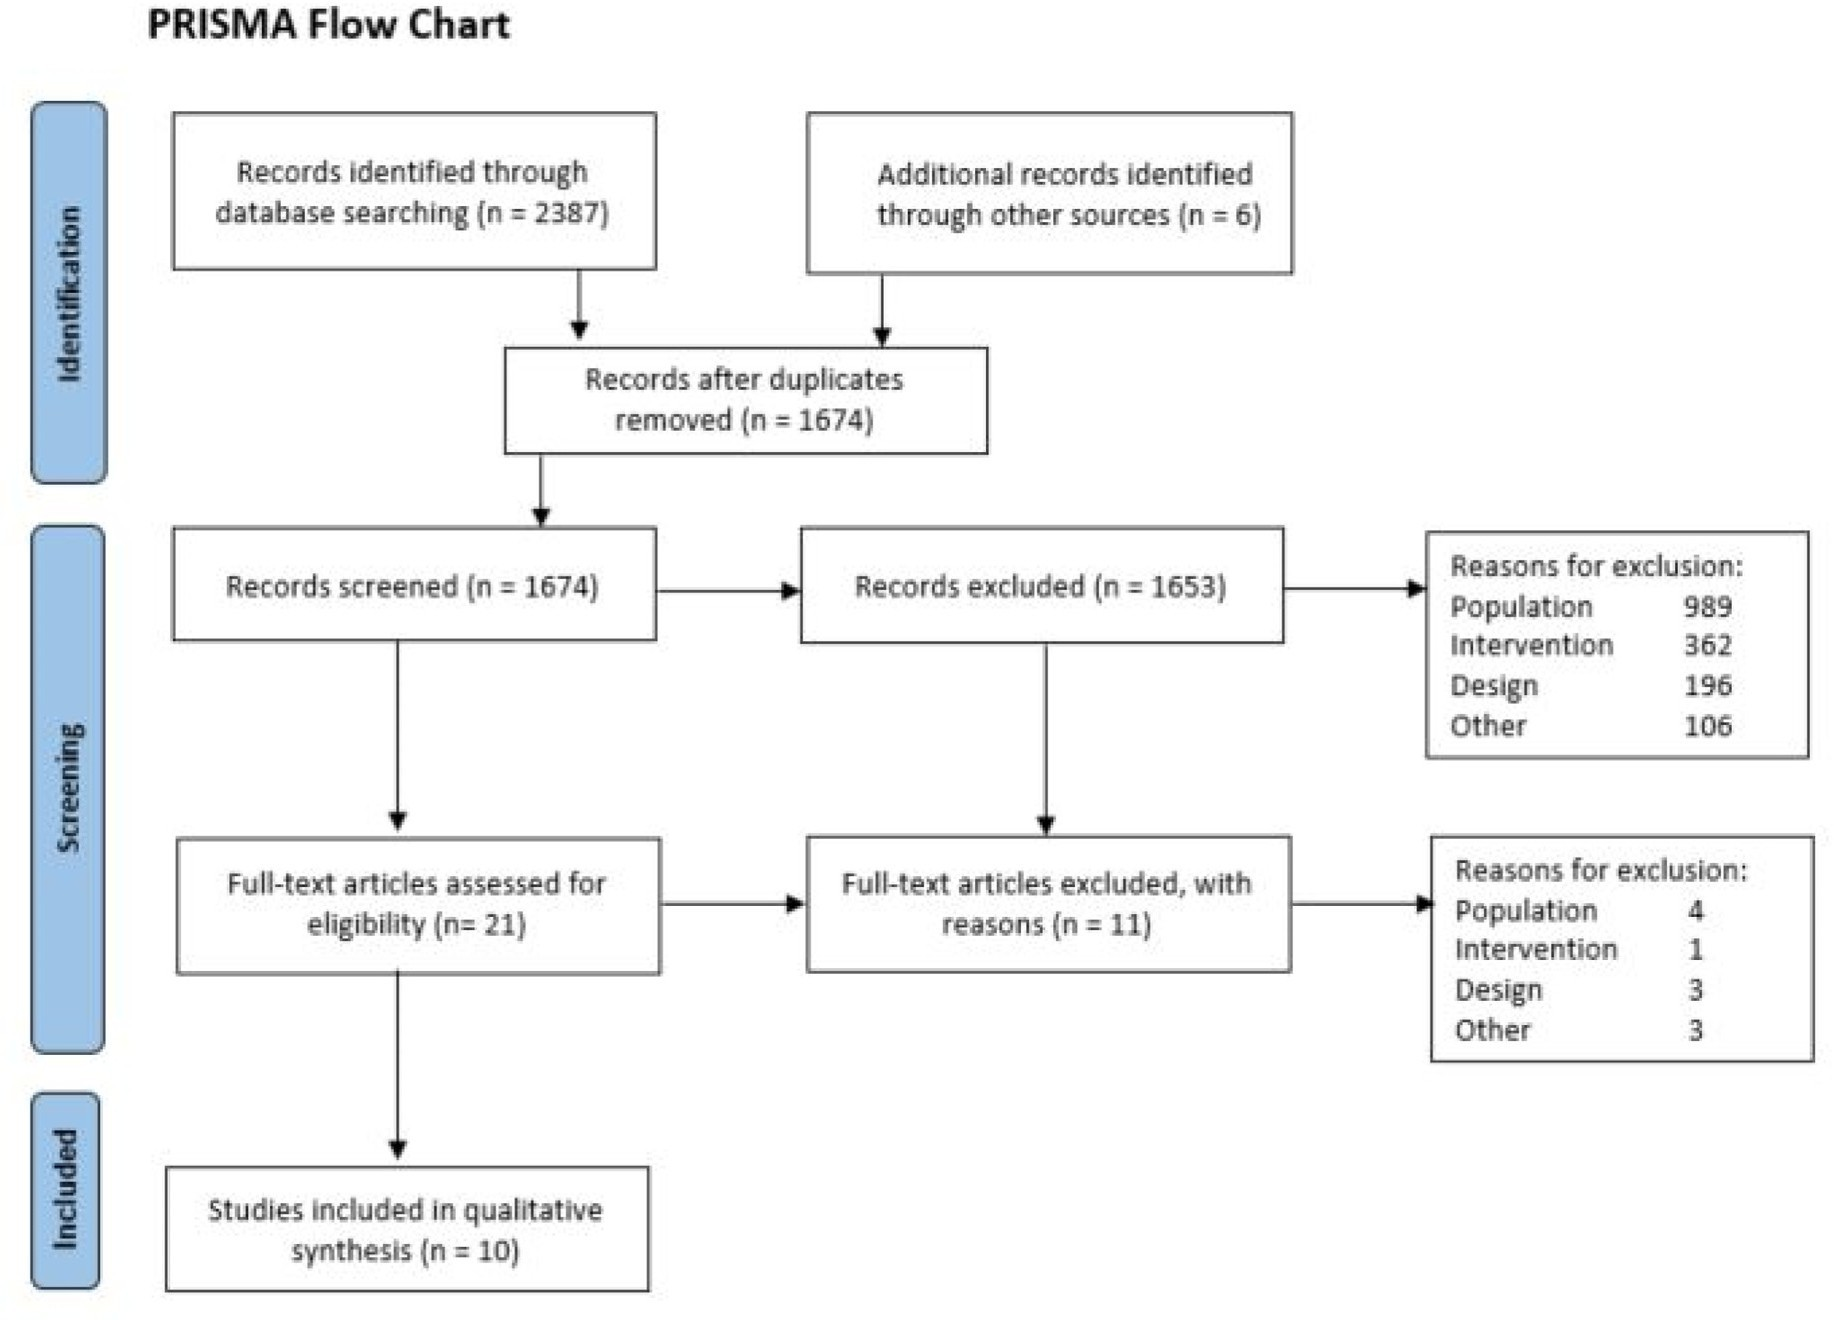 PRISMA Flow Chart
Identification
Records identified through
database searching (n = 2387)
Additional records identified
through other sources (n = 6)
Records after duplicates
removed (n = 1674)
Screening
Records screened (n = 1674)
Records excluded (n = 1653)
Reasons for exclusion:
Population 989
Intervention 362
Design 196
Other 106
Full-text articles assessed for
eligibility (n= 21)
Full-text articles excluded, with
reasons (n = 11)
Reasons for exclusion:
Population 4
Intervention 1
Design 3
Other 3
Included
Studies included in qualitative
synthesis (n = 10)